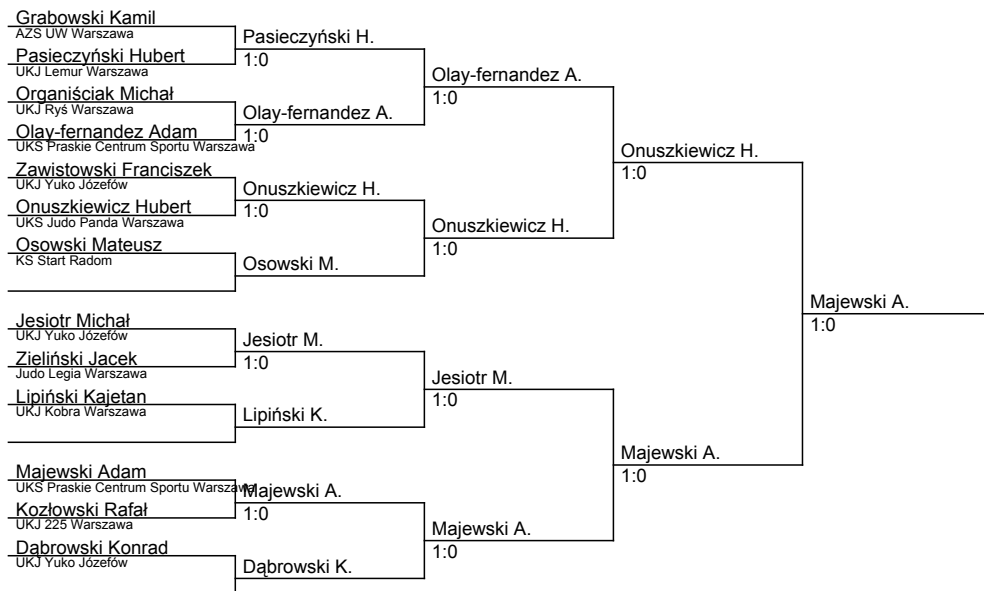 Grabowski Kamil
AZS UW Warszawa
Pasieczyński Hubert
UKJ Lemur Warszawa
Organiściak Michał
UKJ Ryś Warszawa
Olay-fernandez Adam
UKS Praskie Centrum Sportu Warszawa
Zawistowski Franciszek
UKJ Yuko Józefów
Onuszkiewicz Hubert
UKS Judo Panda Warszawa
Osowski Mateusz
KS Start Radom
Jesiotr Michał
UKJ Yuko Józefów
Zieliński Jacek
Judo Legia Warszawa
Lipiński Kajetan
UKJ Kobra Warszawa
Majewski Adam
UKS Praskie Centrum Sportu Warszawa
Kozłowski Rafał
UKJ 225 Warszawa
Dąbrowski Konrad
UKJ Yuko Józefów
Pasieczyński H.
1:0
Olay-fernandez A.
1:0
Onuszkiewicz H.
1:0
Osowski M.
Jesiotr M.
1:0
Lipiński K.
Majewski A.
1:0
Dąbrowski K.
Olay-fernandez A.
1:0
Onuszkiewicz H.
1:0
Jesiotr M.
1:0
Majewski A.
1:0
Onuszkiewicz H.
1:0
Majewski A.
1:0
Majewski A.
1:0